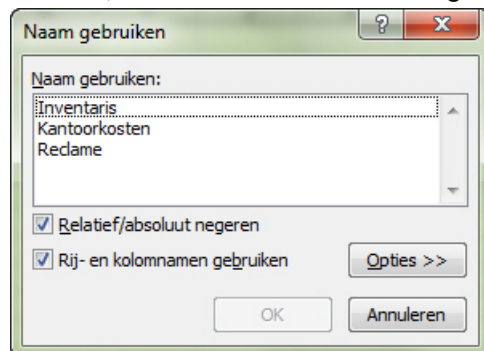 Naam gebruiken
Naam gebruiken:
Inventaris
Kantoorkosten
Reclame
Relatief/absoluut negeren
Rij- en kolomnamen gebruiken
Opties >>
OK
Annuleren